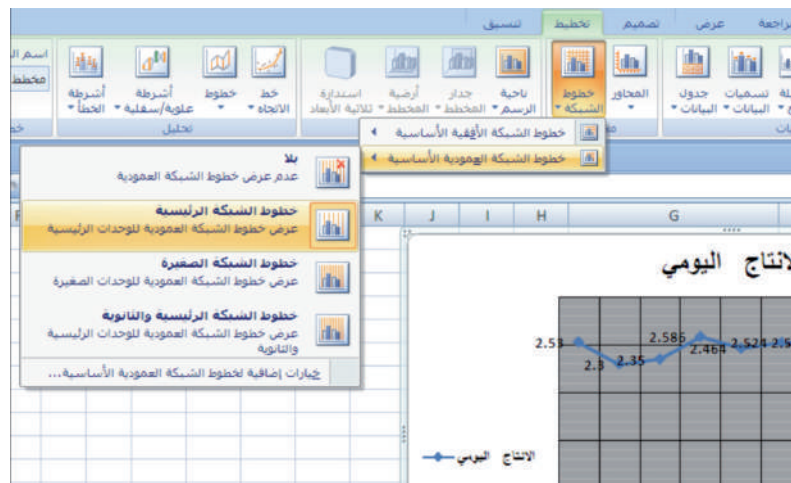 عرض تصميم تخطيط تنسيق
تسميات البيانات
جدول البيانات
المحاور
خطوط الشبكة
ناحية الرسم
جدار المخطط
أرضية المخطط
استدارة ثلاثية الأبعاد
خط الاتجاه
خطوط
أشرطة علوية/سفلية
أشرطة الخطأ
تحليل
خطوط الشبكة الأفقية الأساسية
خطوط الشبكة العمودية الأساسية
بلا
عدم عرض خطوط الشبكة العمودية
خطوط الشبكة الرئيسية
عرض خطوط الشبكة العمودية للوحدات الرئيسية
خطوط الشبكة الصغيرة
عرض خطوط الشبكة العمودية للوحدات الصغيرة
خطوط الشبكة الرئيسية والثانوية
عرض خطوط الشبكة العمودية للوحدات الرئيسية
والثانوية
خيارات إضافية لخطوط الشبكة العمودية الأساسية...
K J I H G
الانتاج اليومي
2.53 2.3 2.35 2.586 2.464 2.524
الانتاج اليومي